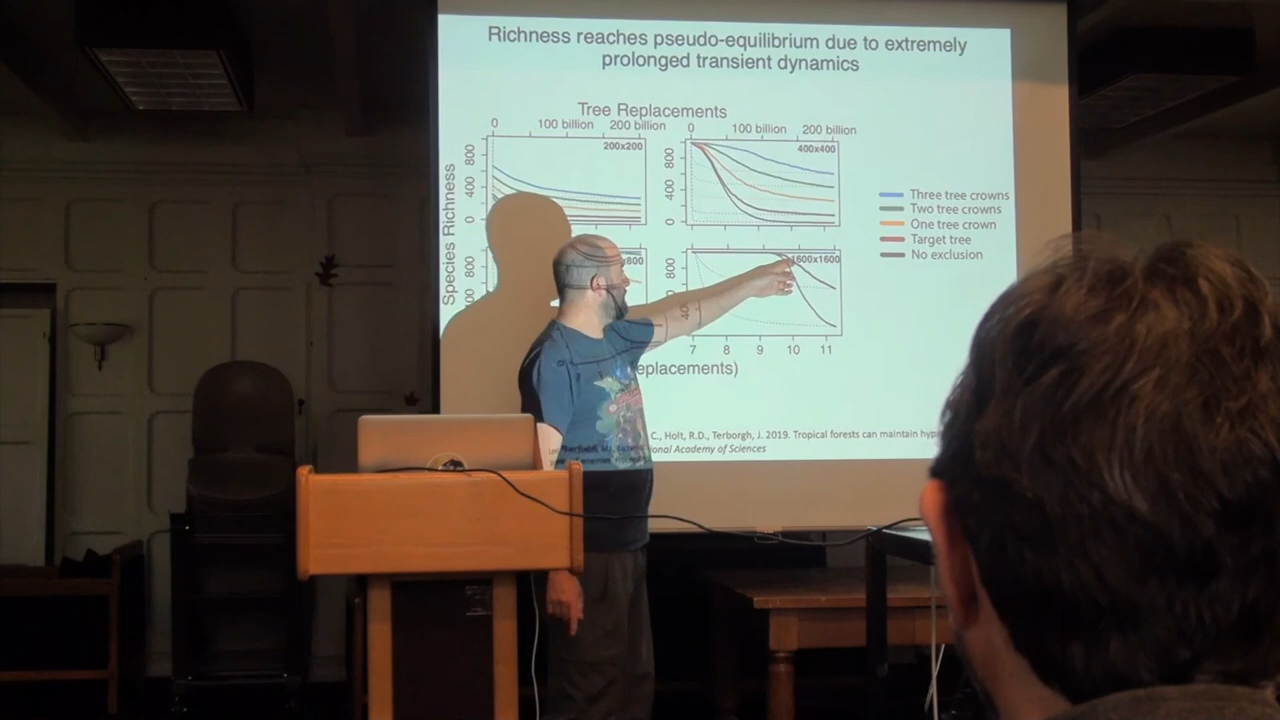 Richness reaches pseudo-equilibrium due to extremely
prolonged transient dynamics
Tree Replacements
0 100 billion 200 billion
0 100 billion 200 billion
200x200
400x400
800
400
0
800
400
0
Species Richness
Three tree crowns
Two tree crowns
One tree crown
Target tree
No exclusion
x800
1600x1600
800
800
7 8 9 10 11
eplacements)
C., Holt, R.D., Terborgh, J. 2019. Tropical forests can maintain
ional Academy of Sciences